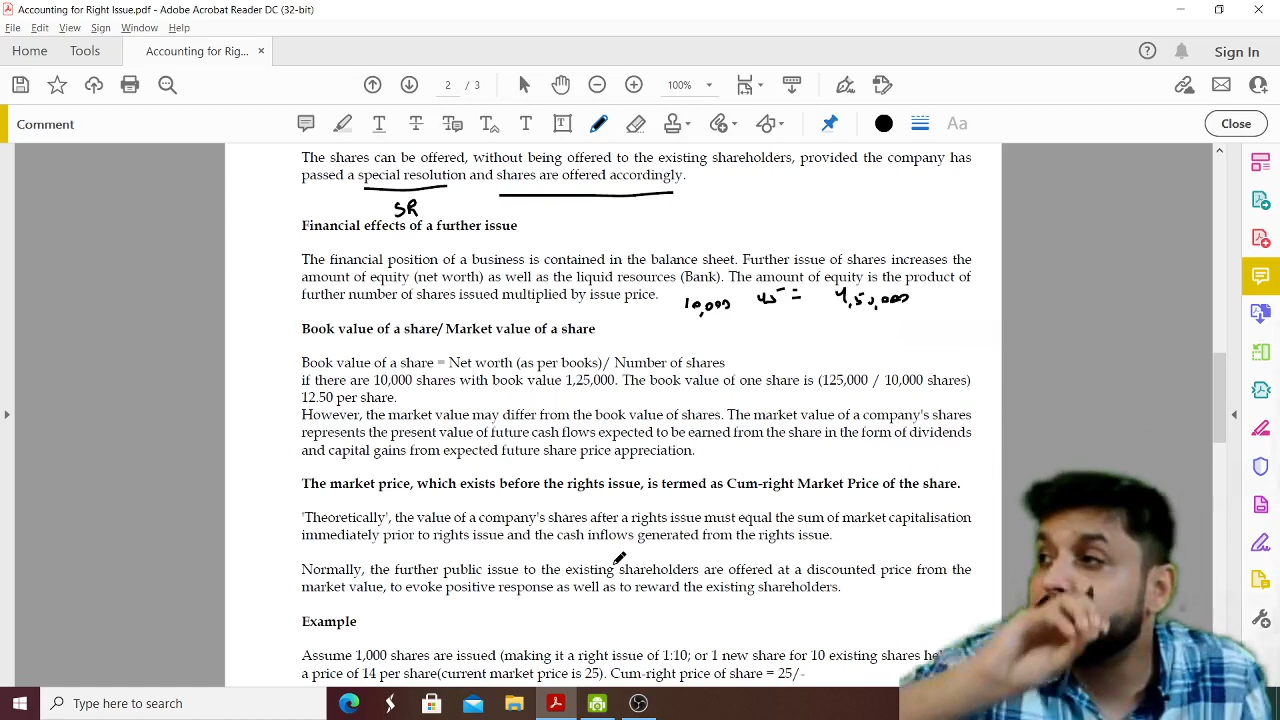 Accounting for Right Issue.pdf - Adobe Acrobat Reader DC (32-bit)
File Edit View Sign Window Help
Home Tools Accounting for Rig... × Sign In
2 / 3 100%
Comment Aa Close
The shares can be offered, without being offered to the existing shareholders, provided the company has
passed a special resolution and shares are offered accordingly.
SR
Financial effects of a further issue
The financial position of a business is contained in the balance sheet. Further issue of shares increases the
amount of equity (net worth) as well as the liquid resources (Bank). The amount of equity is the product of
further number of shares issued multiplied by issue price.
10,000 45 = 4,50,000
Book value of a share/ Market value of a share
Book value of a share = Net worth (as per books)/ Number of shares
if there are 10,000 shares with book value 1,25,000. The book value of one share is (125,000 / 10,000 shares)
12.50 per share.
However, the market value may differ from the book value of shares. The market value of a company's shares
represents the present value of future cash flows expected to be earned from the share in the form of dividends
and capital gains from expected future share price appreciation.
The market price, which exists before the rights issue, is termed as Cum-right Market Price of the share.
'Theoretically', the value of a company's shares after a rights issue must equal the sum of market capitalisation
immediately prior to rights issue and the cash inflows generated from the rights issue.
Normally, the further public issue to the existing shareholders are offered at a discounted price from the
market value, to evoke positive response as well as to reward the existing shareholders.
Example
Assume 1,000 shares are issued (making it a right issue of 1:10; or 1 new share for 10 existing shares
a price of 14 per share(current market price is 25). Cum-right price of share = 25/-
Type here to search